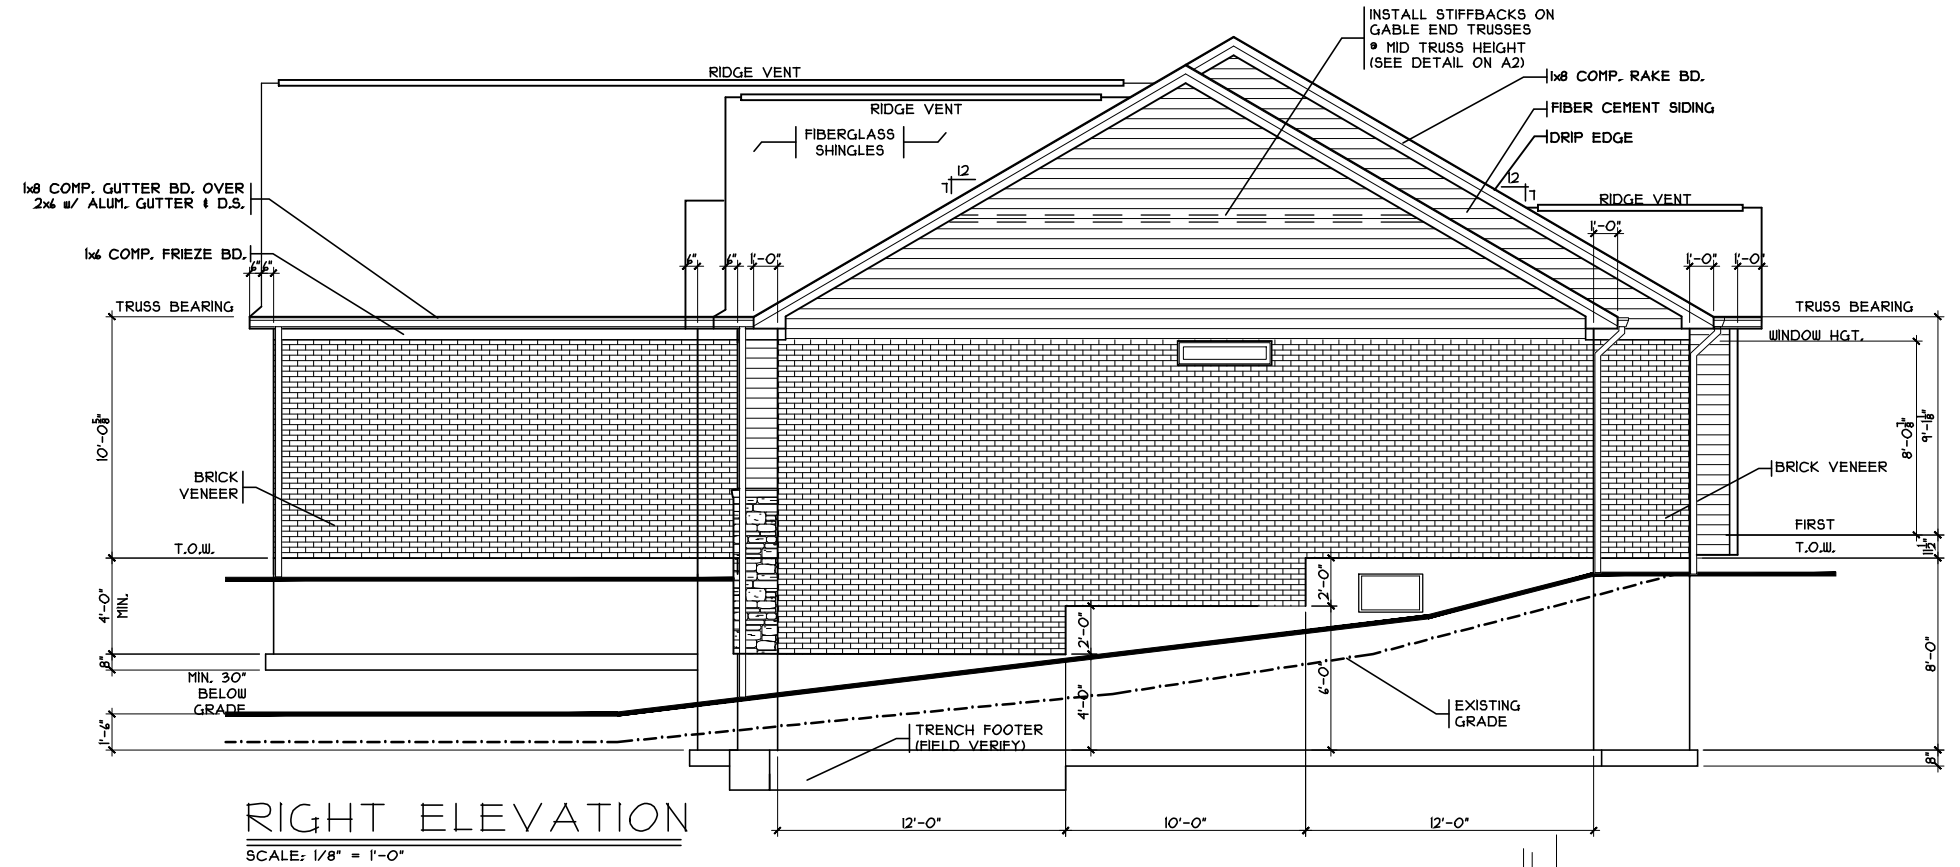 INSTALL STIFFBACKS ON
GABLE END TRUSSES
@ MID TRUSS HEIGHT
(SEE DETAIL ON A2)
RIDGE VENT
1x8 COMP. RAKE BD.
RIDGE VENT
FIBER CEMENT SIDING
FIBERGLASS
SHINGLES
DRIP EDGE
12
7
12
7
1x8 COMP. GUTTER BD. OVER
2x6 w/ ALUM. GUTTER & D.S.
RIDGE VENT
1'-0"
1x6 COMP. FRIEZE BD.
6"
6"
6"
6"
1'-0"
1'-0"
1'-0"
TRUSS BEARING
TRUSS BEARING
WINDOW HGT.
10'-0 5/8"
8'-0 7/8"
9'-1 1/8"
BRICK
VENEER
BRICK VENEER
FIRST
T.O.W.
T.O.W.
11 1/2"
4'-0"
MIN.
2'-0"
2'-0"
8"
6'-0"
8'-0"
MIN. 30"
BELOW
GRADE
4'-0"
EXISTING
GRADE
1'-6"
TRENCH FOOTER
(FIELD VERIFY)
8"
RIGHT ELEVATION
12'-0"
10'-0"
12'-0"
SCALE: 1/8" = 1'-0"